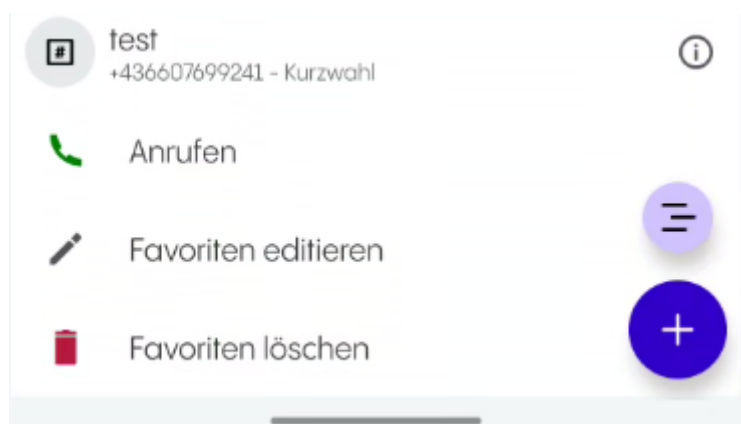 test
+436607699241 - Kurzwahl
Anrufen
Favoriten editieren
Favoriten löschen